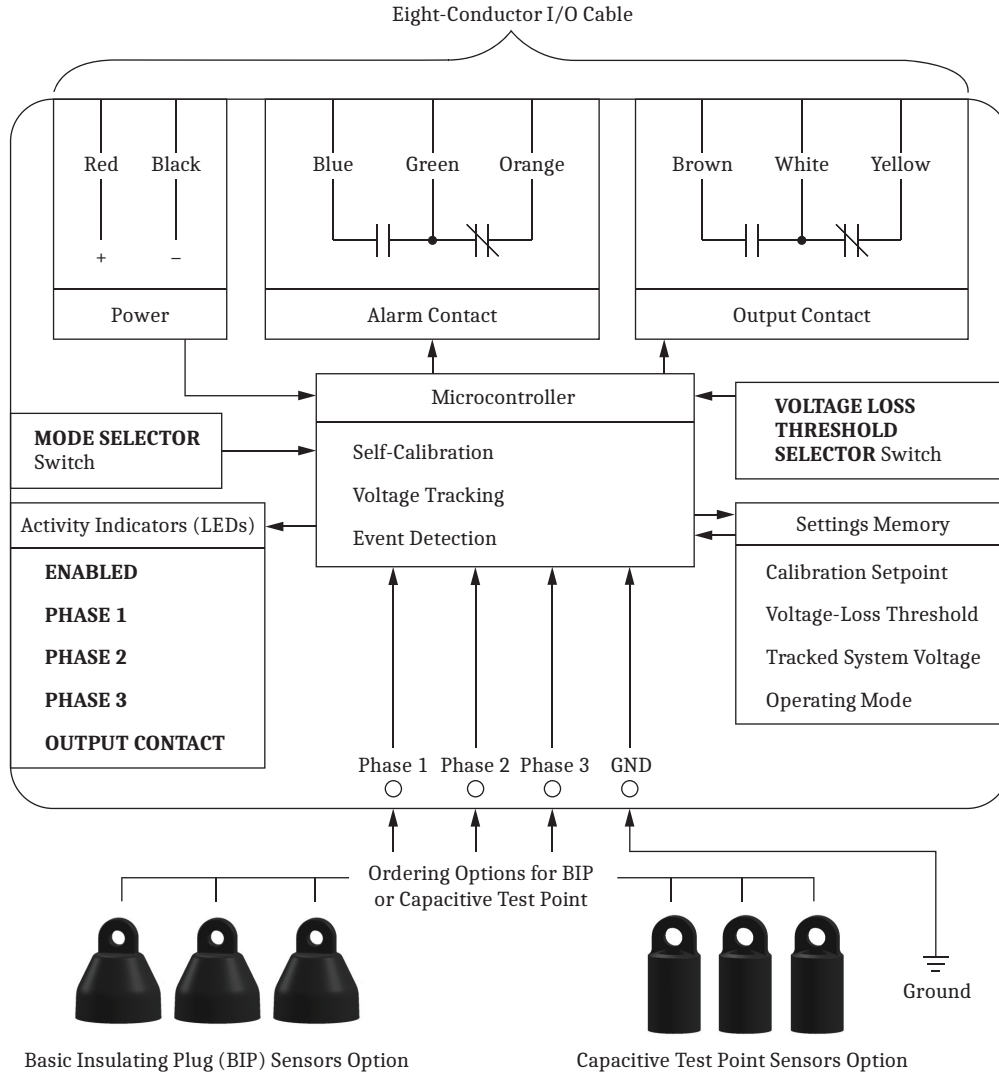 Eight-Conductor I/O Cable
Red Black
+ –
Power
Blue Green Orange
Alarm Contact
Brown White Yellow
Output Contact
Microcontroller
Self-Calibration
Voltage Tracking
Event Detection
MODE SELECTOR
Switch
VOLTAGE LOSS
THRESHOLD
SELECTOR Switch
Activity Indicators (LEDs)
ENABLED
PHASE 1
PHASE 2
PHASE 3
OUTPUT CONTACT
Settings Memory
Calibration Setpoint
Voltage-Loss Threshold
Tracked System Voltage
Operating Mode
Phase 1 Phase 2 Phase 3 GND
Ordering Options for BIP
or Capacitive Test Point
Ground
Basic Insulating Plug (BIP) Sensors Option
Capacitive Test Point Sensors Option